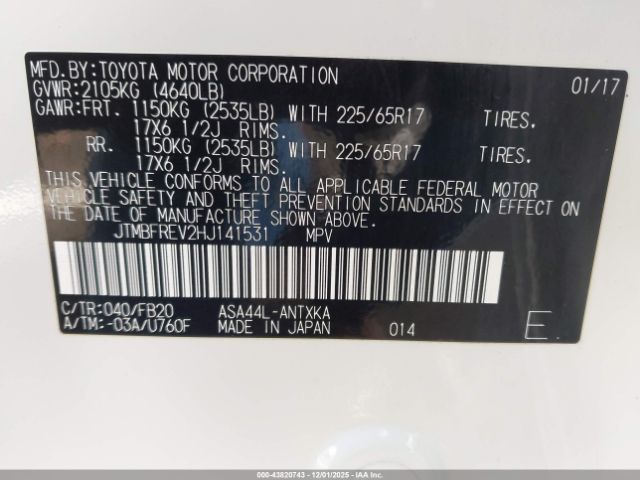 MFD.BY:TOYOTA MOTOR CORPORATION 01/17
GVWR:2105KG (4640LB)
GAWR:FRT. 1150KG (2535LB) WITH 225/65R17 TIRES.
17X6 1/2J RIMS.
RR. 1150KG (2535LB) WITH 225/65R17 TIRES.
17X6 1/2J RIMS.
THIS VEHICLE CONFORMS TO ALL APPLICABLE FEDERAL MOTOR
VEHICLE SAFETY AND THEFT PREVENTION STANDARDS IN EFFECT ON
THE DATE OF MANUFACTURE SHOWN ABOVE.
JTMBFREV2HJ141531 MPV
C/TR:040/FB20 ASA44L-ANTXKA
A/TM:-03A/U760F MADE IN JAPAN 014 E
000-43820743 - 12/01/2025 - IAAI.COM